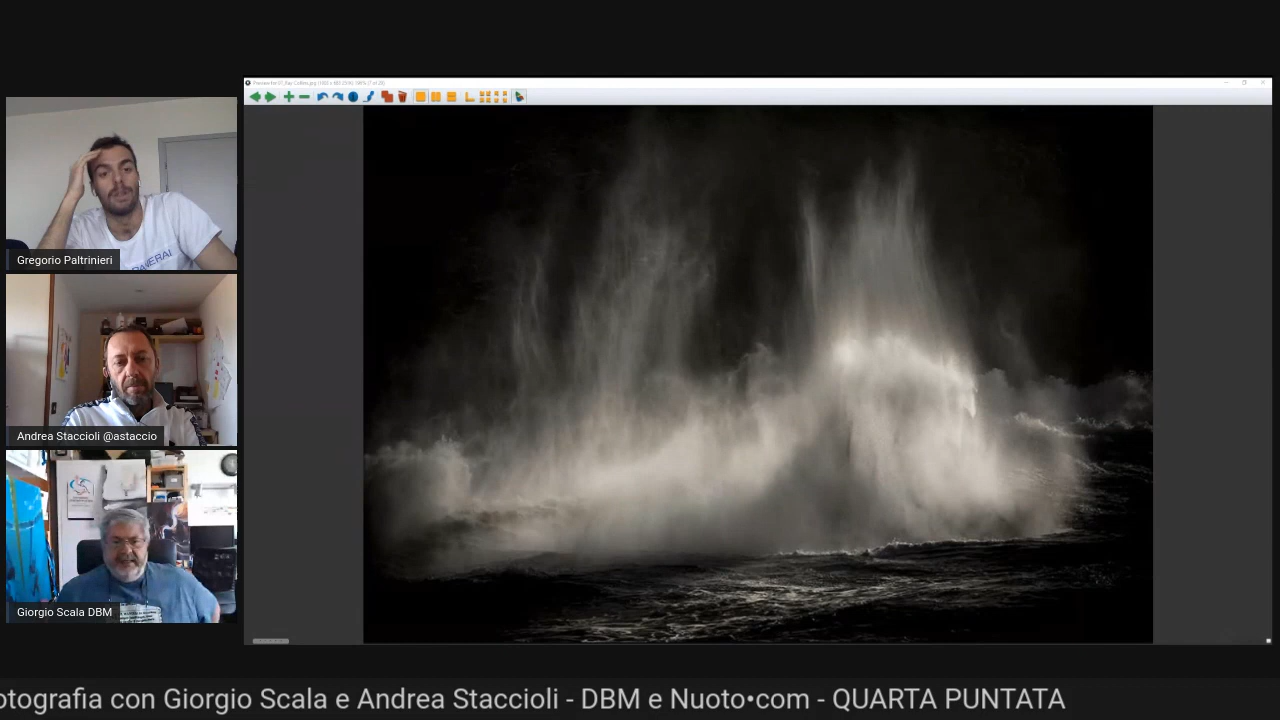 Gregorio Paltrinieri
Andrea Staccioli @astaccio
Giorgio Scala DBM
otografia con Giorgio Scala e Andrea Staccioli - DBM e Nuoto•com - QUARTA PUNTATA